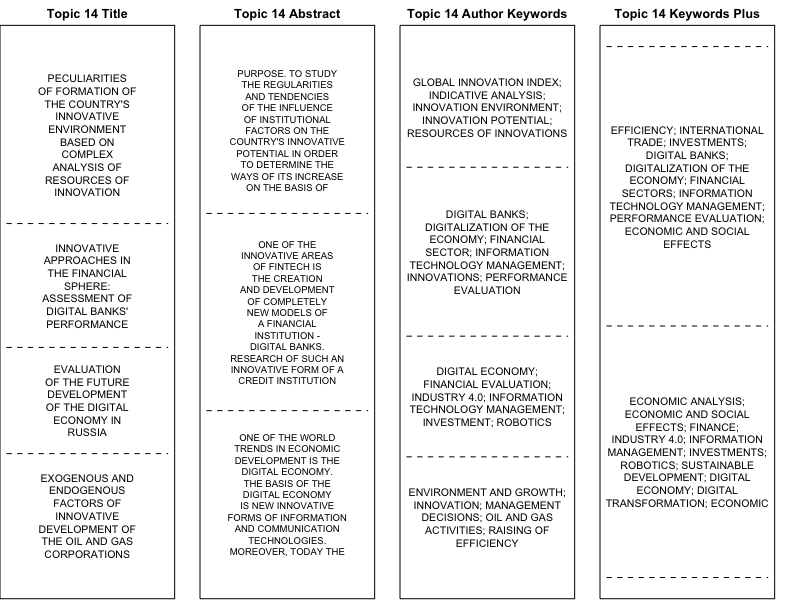 Topic 14 Title
PECULIARITIES
OF FORMATION OF
THE COUNTRY'S
INNOVATIVE
ENVIRONMENT
BASED ON
COMPLEX
ANALYSIS OF
RESOURCES OF
INNOVATION
INNOVATIVE
APPROACHES IN
THE FINANCIAL
SPHERE:
ASSESSMENT OF
DIGITAL BANKS'
PERFORMANCE
EVALUATION
OF THE FUTURE
DEVELOPMENT
OF THE DIGITAL
ECONOMY IN
RUSSIA
EXOGENOUS AND
ENDOGENOUS
FACTORS OF
INNOVATIVE
DEVELOPMENT OF
THE OIL AND GAS
CORPORATIONS
Topic 14 Abstract
PURPOSE. TO STUDY
THE REGULARITIES
AND TENDENCIES
OF THE INFLUENCE
OF INSTITUTIONAL
FACTORS ON THE
COUNTRY'S INNOVATIVE
POTENTIAL IN ORDER
TO DETERMINE THE
WAYS OF ITS INCREASE
ON THE BASIS OF
ONE OF THE
INNOVATIVE AREAS
OF FINTECH IS
THE CREATION
AND DEVELOPMENT
OF COMPLETELY
NEW MODELS OF
A FINANCIAL
INSTITUTION -
DIGITAL BANKS.
RESEARCH OF SUCH AN
INNOVATIVE FORM OF A
CREDIT INSTITUTION
ONE OF THE WORLD
TRENDS IN ECONOMIC
DEVELOPMENT IS THE
DIGITAL ECONOMY.
THE BASIS OF THE
DIGITAL ECONOMY
IS NEW INNOVATIVE
FORMS OF INFORMATION
AND COMMUNICATION
TECHNOLOGIES.
MOREOVER, TODAY THE
Topic 14 Author Keywords
GLOBAL INNOVATION INDEX;
INDICATIVE ANALYSIS;
INNOVATION ENVIRONMENT;
INNOVATION POTENTIAL;
RESOURCES OF INNOVATIONS
DIGITAL BANKS;
DIGITALIZATION OF THE
ECONOMY; FINANCIAL
SECTOR; INFORMATION
TECHNOLOGY MANAGEMENT;
INNOVATIONS; PERFORMANCE
EVALUATION
DIGITAL ECONOMY;
FINANCIAL EVALUATION;
INDUSTRY 4.0; INFORMATION
TECHNOLOGY MANAGEMENT;
INVESTMENT; ROBOTICS
ENVIRONMENT AND GROWTH;
INNOVATION; MANAGEMENT
DECISIONS; OIL AND GAS
ACTIVITIES; RAISING OF
EFFICIENCY
Topic 14 Keywords Plus
EFFICIENCY; INTERNATIONAL
TRADE; INVESTMENTS;
DIGITAL BANKS;
DIGITALIZATION OF THE
ECONOMY; FINANCIAL
SECTORS; INFORMATION
TECHNOLOGY MANAGEMENT;
PERFORMANCE EVALUATION;
ECONOMIC AND SOCIAL
EFFECTS
ECONOMIC ANALYSIS;
ECONOMIC AND SOCIAL
EFFECTS; FINANCE;
INDUSTRY 4.0; INFORMATION
MANAGEMENT; INVESTMENTS;
ROBOTICS; SUSTAINABLE
DEVELOPMENT; DIGITAL
ECONOMY; DIGITAL
TRANSFORMATION; ECONOMIC